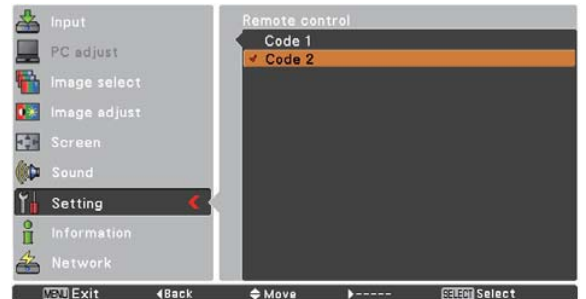 Input
PC adjust
Image select
Image adjust
Screen
Sound
Setting
Information
Network
Remote control
Code 1
Code 2
MENU Exit
Back
Move
-----
SELECT Select